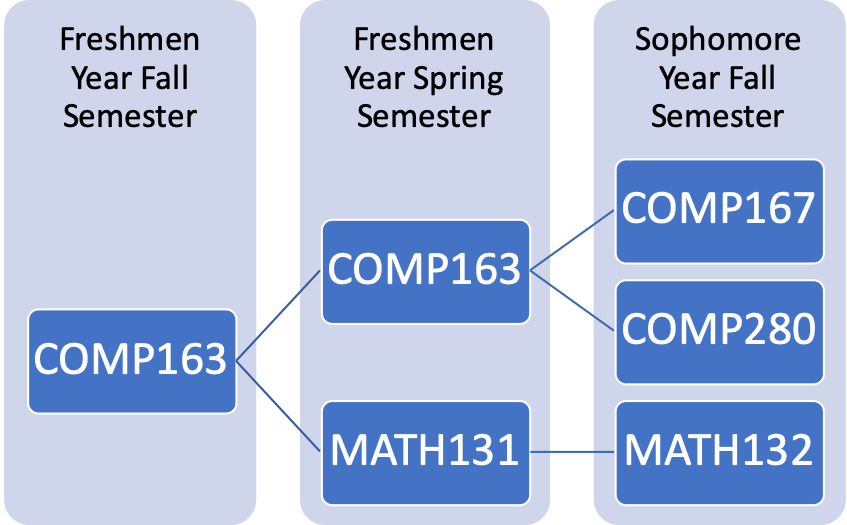 Freshmen
Year Fall
Semester
COMP163
Freshmen
Year Spring
Semester
COMP163
MATH131
Sophomore
Year Fall
Semester
COMP167
COMP280
MATH132